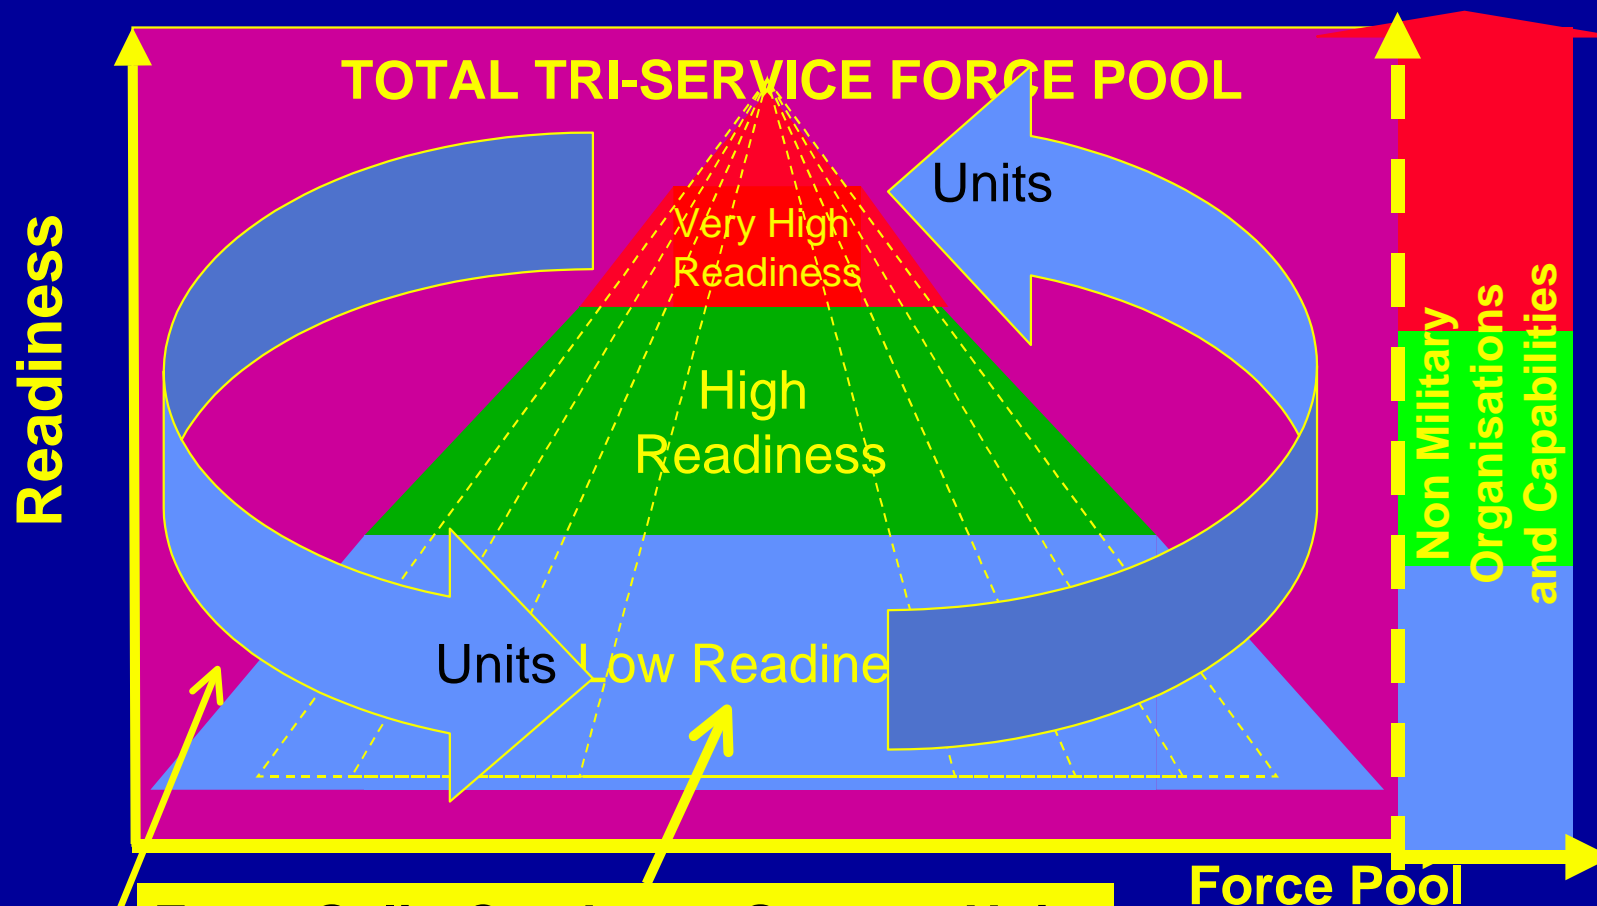 TOTAL TRI-SERVICE FORCE POOL
Units
Very High
Readiness
High
Readiness
Readiness
Non Military
Organisations
and Capabilities
Units
Low Readine
Force Pool